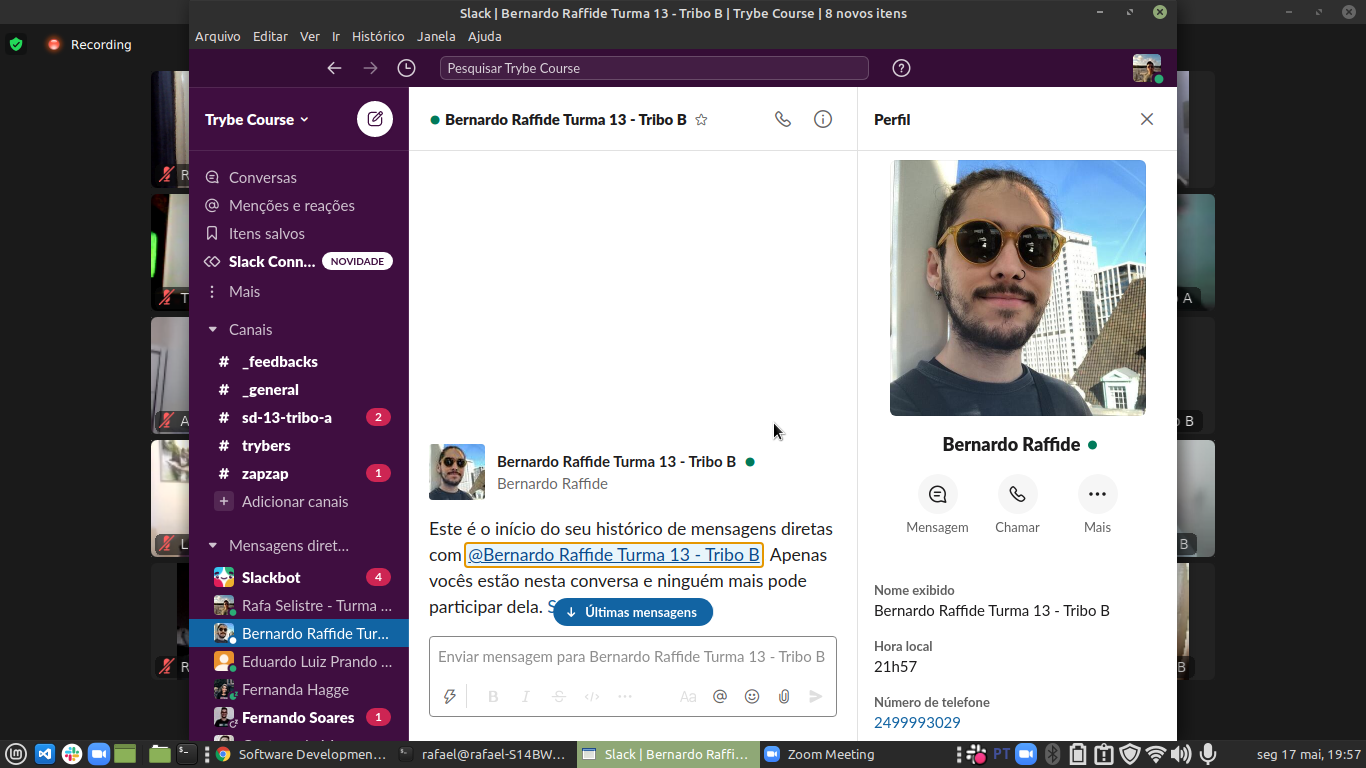 Slack | Bernardo Raffide Turma 13 - Tribo B | Trybe Course | 8 novos itens
Recording
Arquivo Editar Ver Ir Histórico Janela Ajuda
Pesquisar Trybe Course
Trybe Course
Conversas
Menções e reações
Itens salvos
Slack Conn... NOVIDADE
Mais
Canais
# _feedbacks
# _general
# sd-13-tribo-a 2
# trybers
# zapzap 1
+ Adicionar canais
Mensagens diret...
Slackbot 4
Rafa Selistre - Turma ...
Bernardo Raffide Tur...
Eduardo Luiz Prando ...
Fernanda Hagge
Fernando Soares 1
Bernardo Raffide Turma 13 - Tribo B
Bernardo Raffide Turma 13 - Tribo B
Bernardo Raffide
Este é o início do seu histórico de mensagens diretas
com @Bernardo Raffide Turma 13 - Tribo B Apenas
vocês estão nesta conversa e ninguém mais pode
participar dela. S
Últimas mensagens
Enviar mensagem para Bernardo Raffide Turma 13 - Tribo B
B I S </> ... Aa @
Perfil
Bernardo Raffide
Mensagem Chamar Mais
Nome exibido
Bernardo Raffide Turma 13 - Tribo B
Hora local
21h57
Número de telefone
2499993029
R
T
A
L
R
A
B
B
B
Software Developmen... rafael@rafael-S14BW... Slack | Bernardo Raffi... Zoom Meeting PT seg 17 mai, 19:57